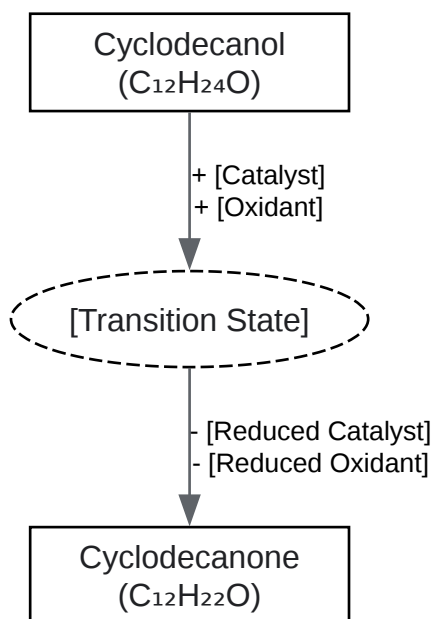 Cyclodecanol
(C₁₂H₂₄O)
+ [Catalyst]
+ [Oxidant]
[Transition State]
- [Reduced Catalyst]
- [Reduced Oxidant]
Cyclodecanone
(C₁₂H₂₂O)